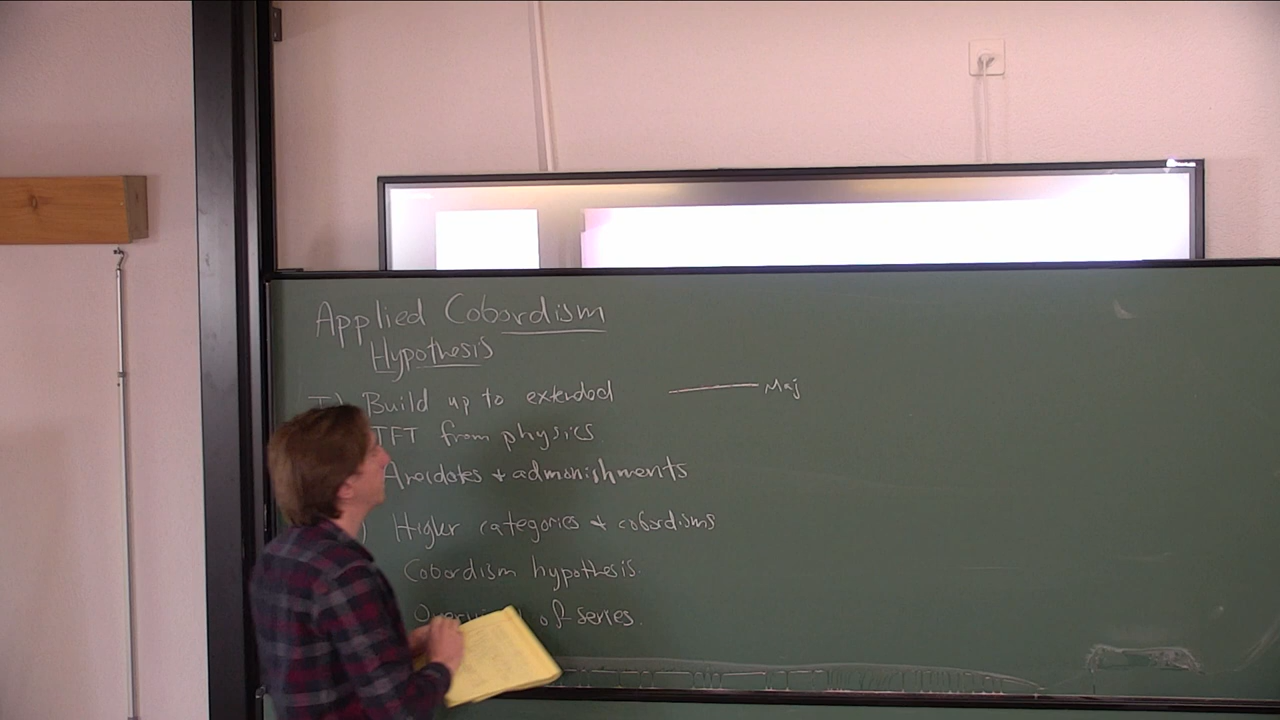 Applied Cobordism
Hypothesis
I) Build up to extended
TFT from physics
Anecdotes + admonishments
) Higher categories + cobordisms
Cobordism hypothesis.
of series.
Maj